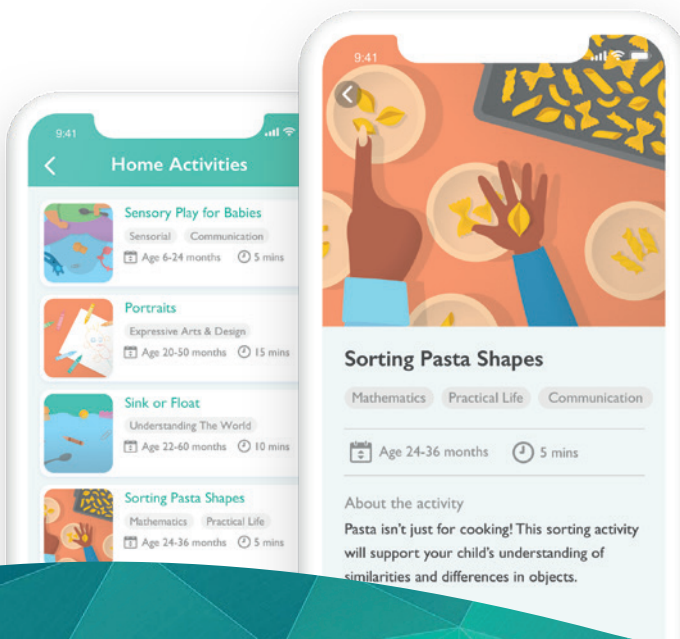 9:41
Home Activities
Sensory Play for Babies
Sensorial Communication
Age 6-24 months 5 mins
Portraits
Expressive Arts & Design
Age 20-50 months 15 mins
Sink or Float
Understanding The World
Age 22-60 months 10 mins
Sorting Pasta Shapes
Mathematics Practical Life
Age 24-36 months 5 mins
9:41
Sorting Pasta Shapes
Mathematics Practical Life Communication
Age 24-36 months 5 mins
About the activity
Pasta isn't just for cooking! This sorting activity
will support your child's understanding of
similarities and differences in objects.